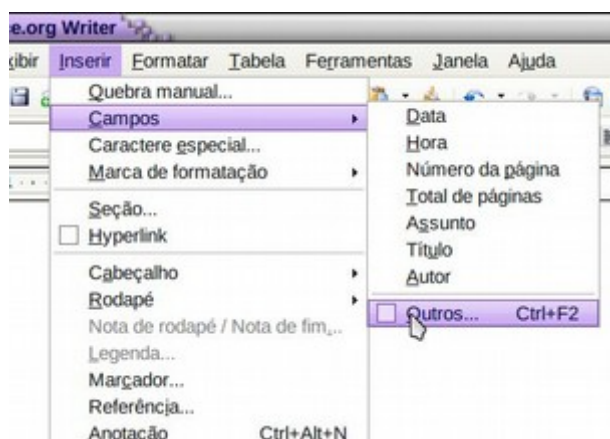 e.org Writer
ibir Inserir Formatar Tabela Ferramentas Janela Ajuda
Quebra manual...
Campos
Caractere especial...
Marca de formatação
Seção...
Hyperlink
Cabeçalho
Rodapé
Nota de rodapé / Nota de fim...
Legenda...
Marcador...
Referência...
Anotação Ctrl+Alt+N
Data
Hora
Número da página
Total de páginas
Assunto
Título
Autor
Outros... Ctrl+F2